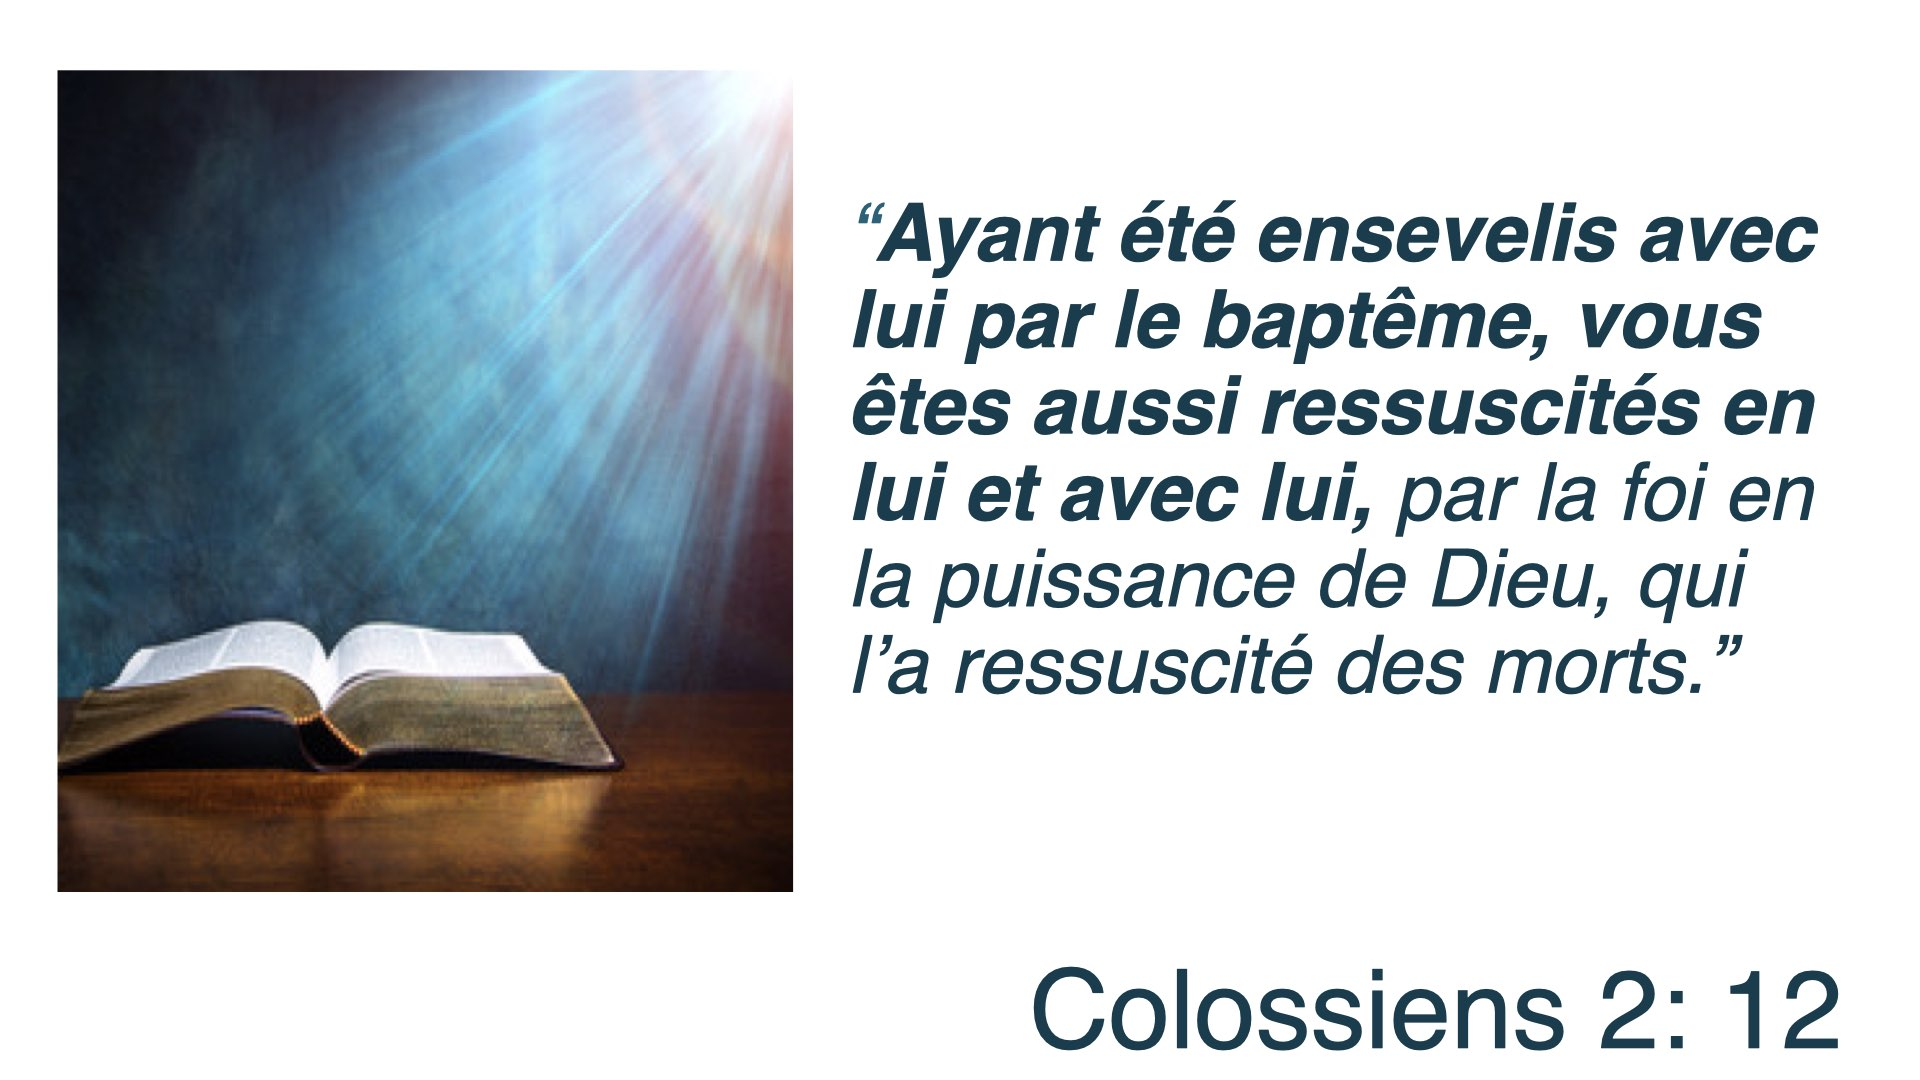 “Ayant été ensevelis avec
lui par le baptême, vous
êtes aussi ressuscités en
lui et avec lui, par la foi en
la puissance de Dieu, qui
l’a ressuscité des morts.”
Colossiens 2: 12